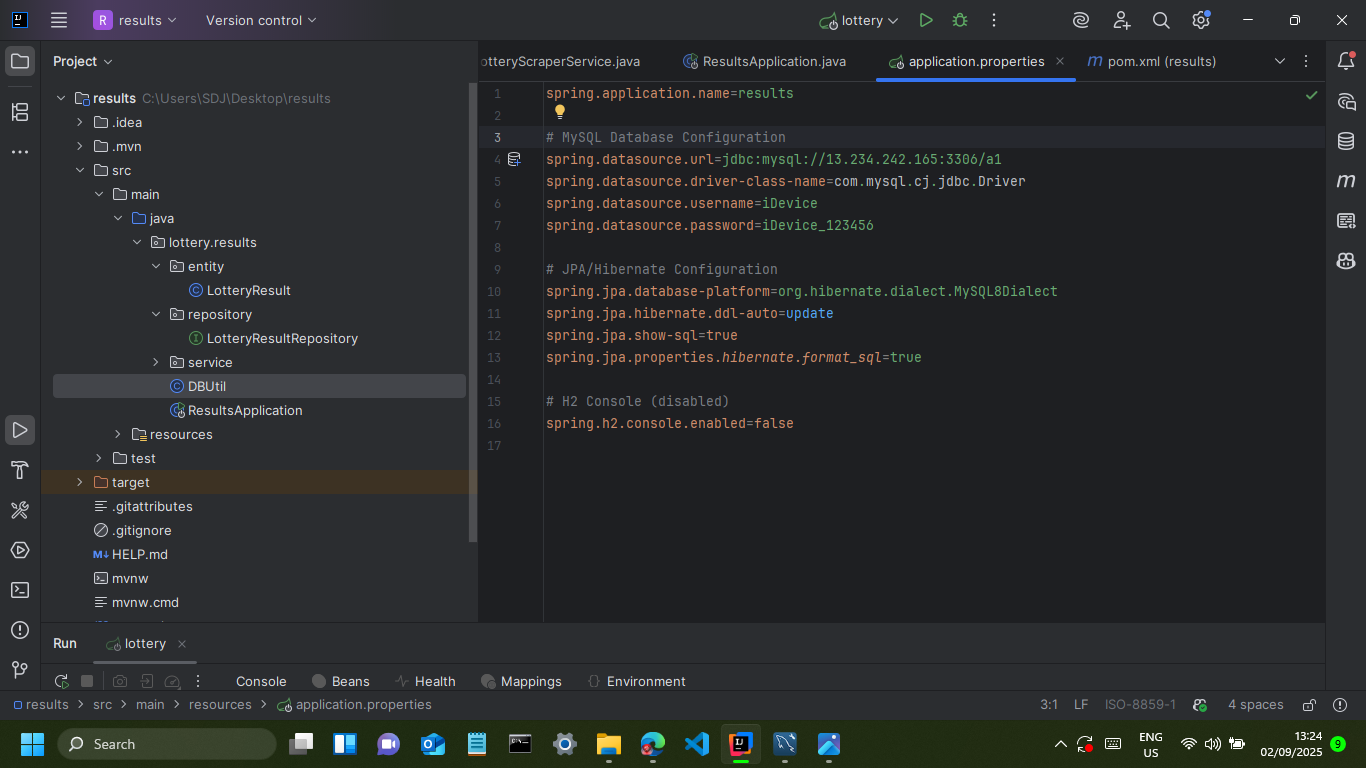 R results Version control lottery
Project
otteryScraperService.java ResultsApplication.java application.properties m pom.xml (results)
results C:\Users\SDJ\Desktop\results
.idea
.mvn
src
main
java
lottery.results
entity
LotteryResult
repository
LotteryResultRepository
service
DBUtil
ResultsApplication
resources
test
target
.gitattributes
.gitignore
M↓ HELP.md
mvnw
mvnw.cmd
1 spring.application.name=results
2
3 # MySQL Database Configuration
4 spring.datasource.url=jdbc:mysql://13.234.242.165:3306/a1
5 spring.datasource.driver-class-name=com.mysql.cj.jdbc.Driver
6 spring.datasource.username=iDevice
7 spring.datasource.password=iDevice_123456
8
9 # JPA/Hibernate Configuration
10 spring.jpa.database-platform=org.hibernate.dialect.MySQL8Dialect
11 spring.jpa.hibernate.ddl-auto=update
12 spring.jpa.show-sql=true
13 spring.jpa.properties.hibernate.format_sql=true
14
15 # H2 Console (disabled)
16 spring.h2.console.enabled=false
17
Run lottery
Console Beans Health Mappings Environment
results > src > main > resources > application.properties 3:1 LF ISO-8859-1 4 spaces
Search
ENG
US
13:24
02/09/2025
9